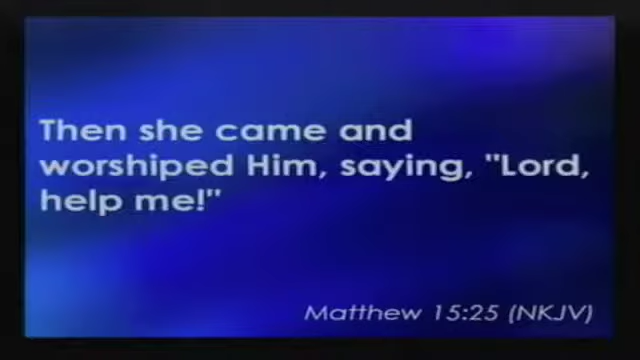 Then she came and
worshiped Him, saying, "Lord,
help me!"
Matthew 15:25 (NKJV)